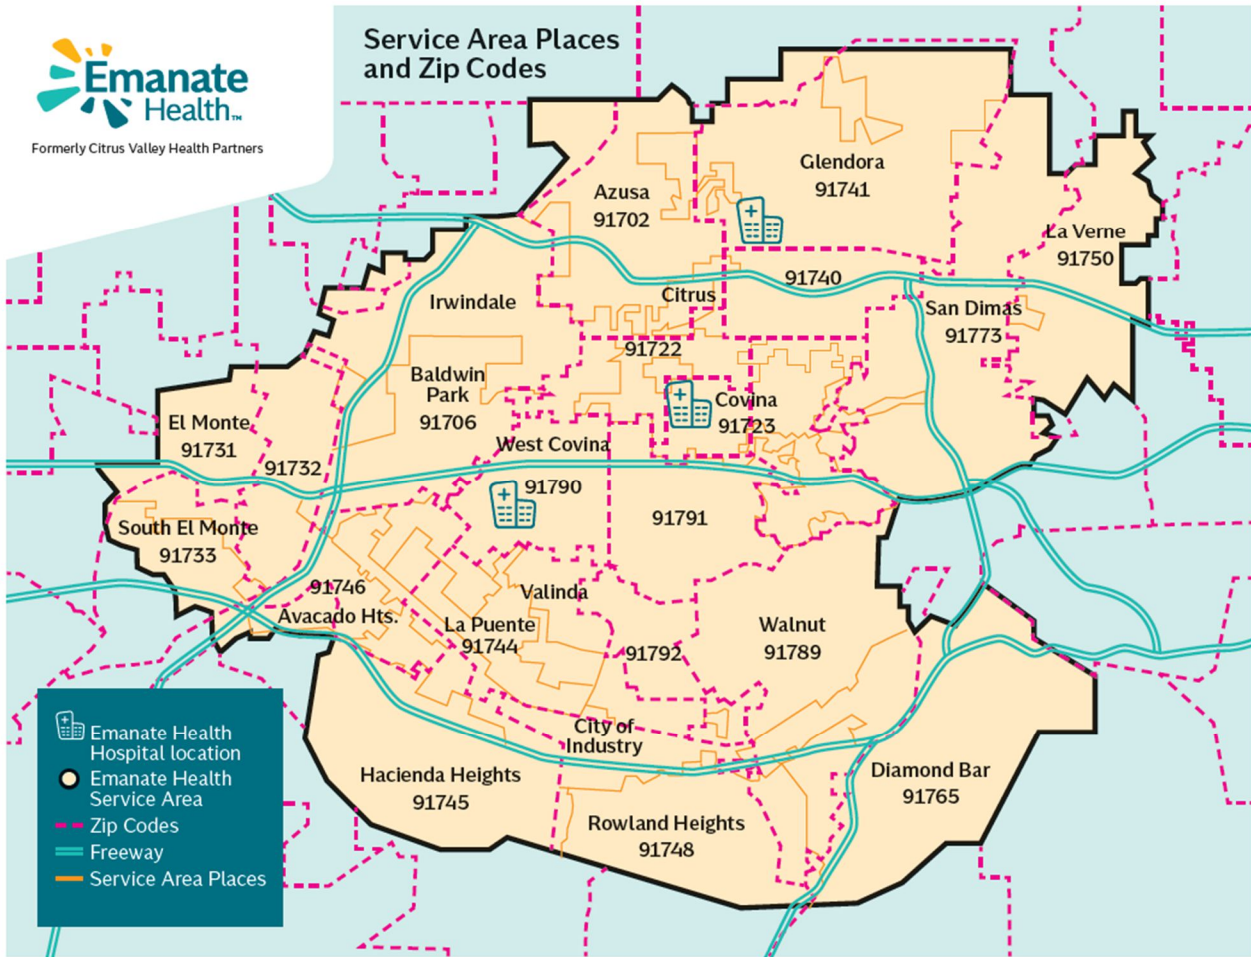 Emanate
Health™
Formerly Citrus Valley Health Partners
Service Area Places
and Zip Codes
Glendora
91741
Azusa
91702
La Verne
91750
91740
Citrus
Irwindale
San Dimas
91773
91722
Baldwin
Park
91706
Covina
91723
El Monte
91731
91732
West Covina
91790
91791
South El Monte
91733
91746
Avacado Hts.
Valinda
La Puente
91744
91792
Walnut
91789
City of
Industry
Hacienda Heights
91745
Diamond Bar
91765
Rowland Heights
91748
Emanate Health
Hospital location
Emanate Health
Service Area
Zip Codes
Freeway
Service Area Places